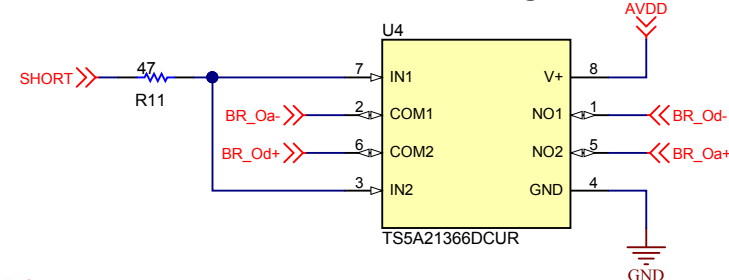 AVDD
U4
SHORT
47
R11
7
IN1
V+
8
BR_Oa-
2
COM1
NO1
1
BR_Od-
BR_Od+
6
COM2
NO2
5
BR_Oa+
3
IN2
GND
4
TS5A21366DCUR
GND